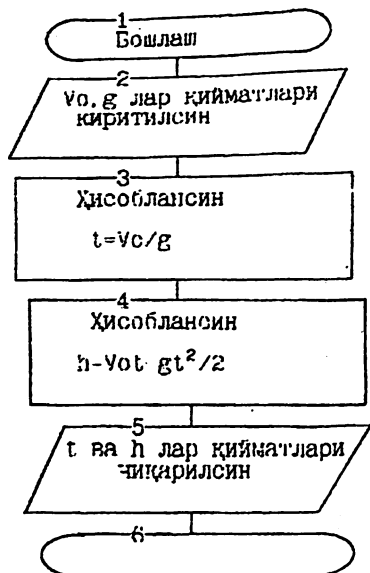 1
Бошлаш
2
Vo.g лар қийматлари
киритилсин
3
Ҳисоблансин
t=Vo/g
4
Ҳисоблансин
h-Vot gt²/2
5
t ва h лар қийматлари
чиқарилсин
6